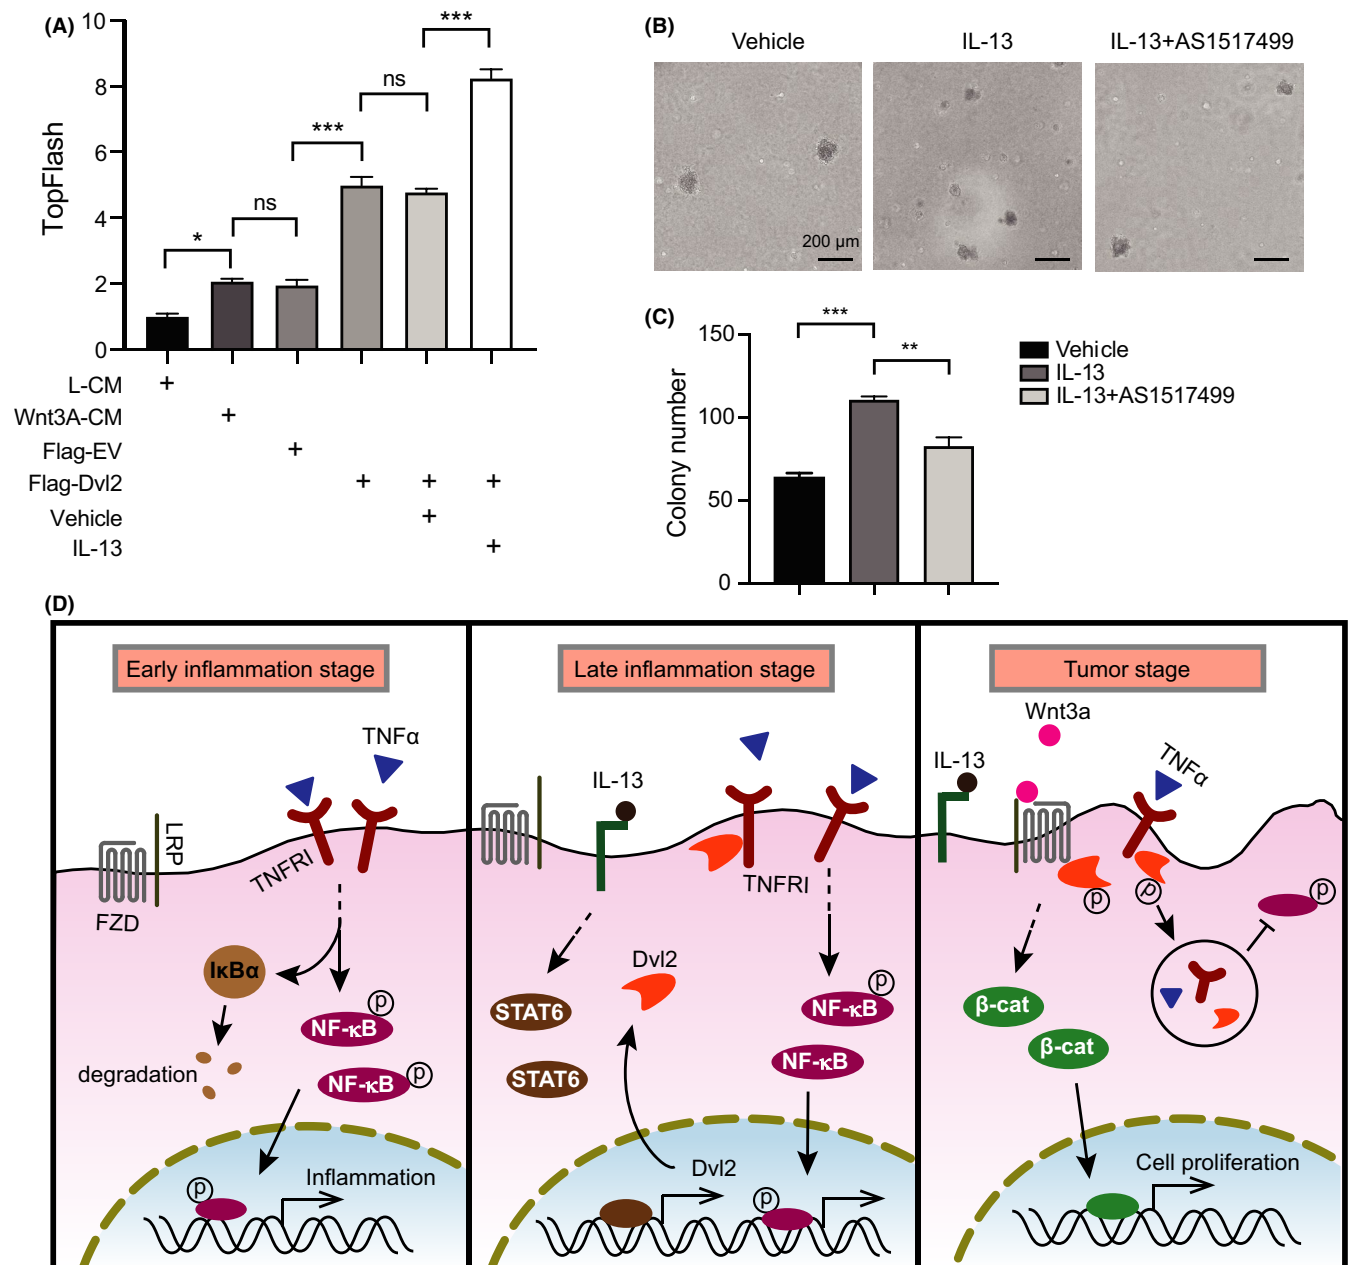 (A)
TopFlash
10
8
6
4
2
0
*
ns
***
ns
***
L-CM +
Wnt3A-CM +
Flag-EV +
Flag-Dvl2 + + +
Vehicle +
IL-13 +
(B)
Vehicle IL-13 IL-13+AS1517499
200 µm
(C)
Colony number
150
100
50
0
***
**
Vehicle
IL-13
IL-13+AS1517499
(D)
Early inflammation stage
TNFα
LRP
TNFRI
FZD
IκBα
p
NF-κB
p
NF-κB
degradation
p
Inflammation
Late inflammation stage
IL-13
TNFRI
Dvl2
STAT6
STAT6
p
NF-κB
NF-κB
Dvl2
p
Tumor stage
Wnt3a
IL-13
TNFα
p
p
p
β-cat
β-cat
Cell proliferation